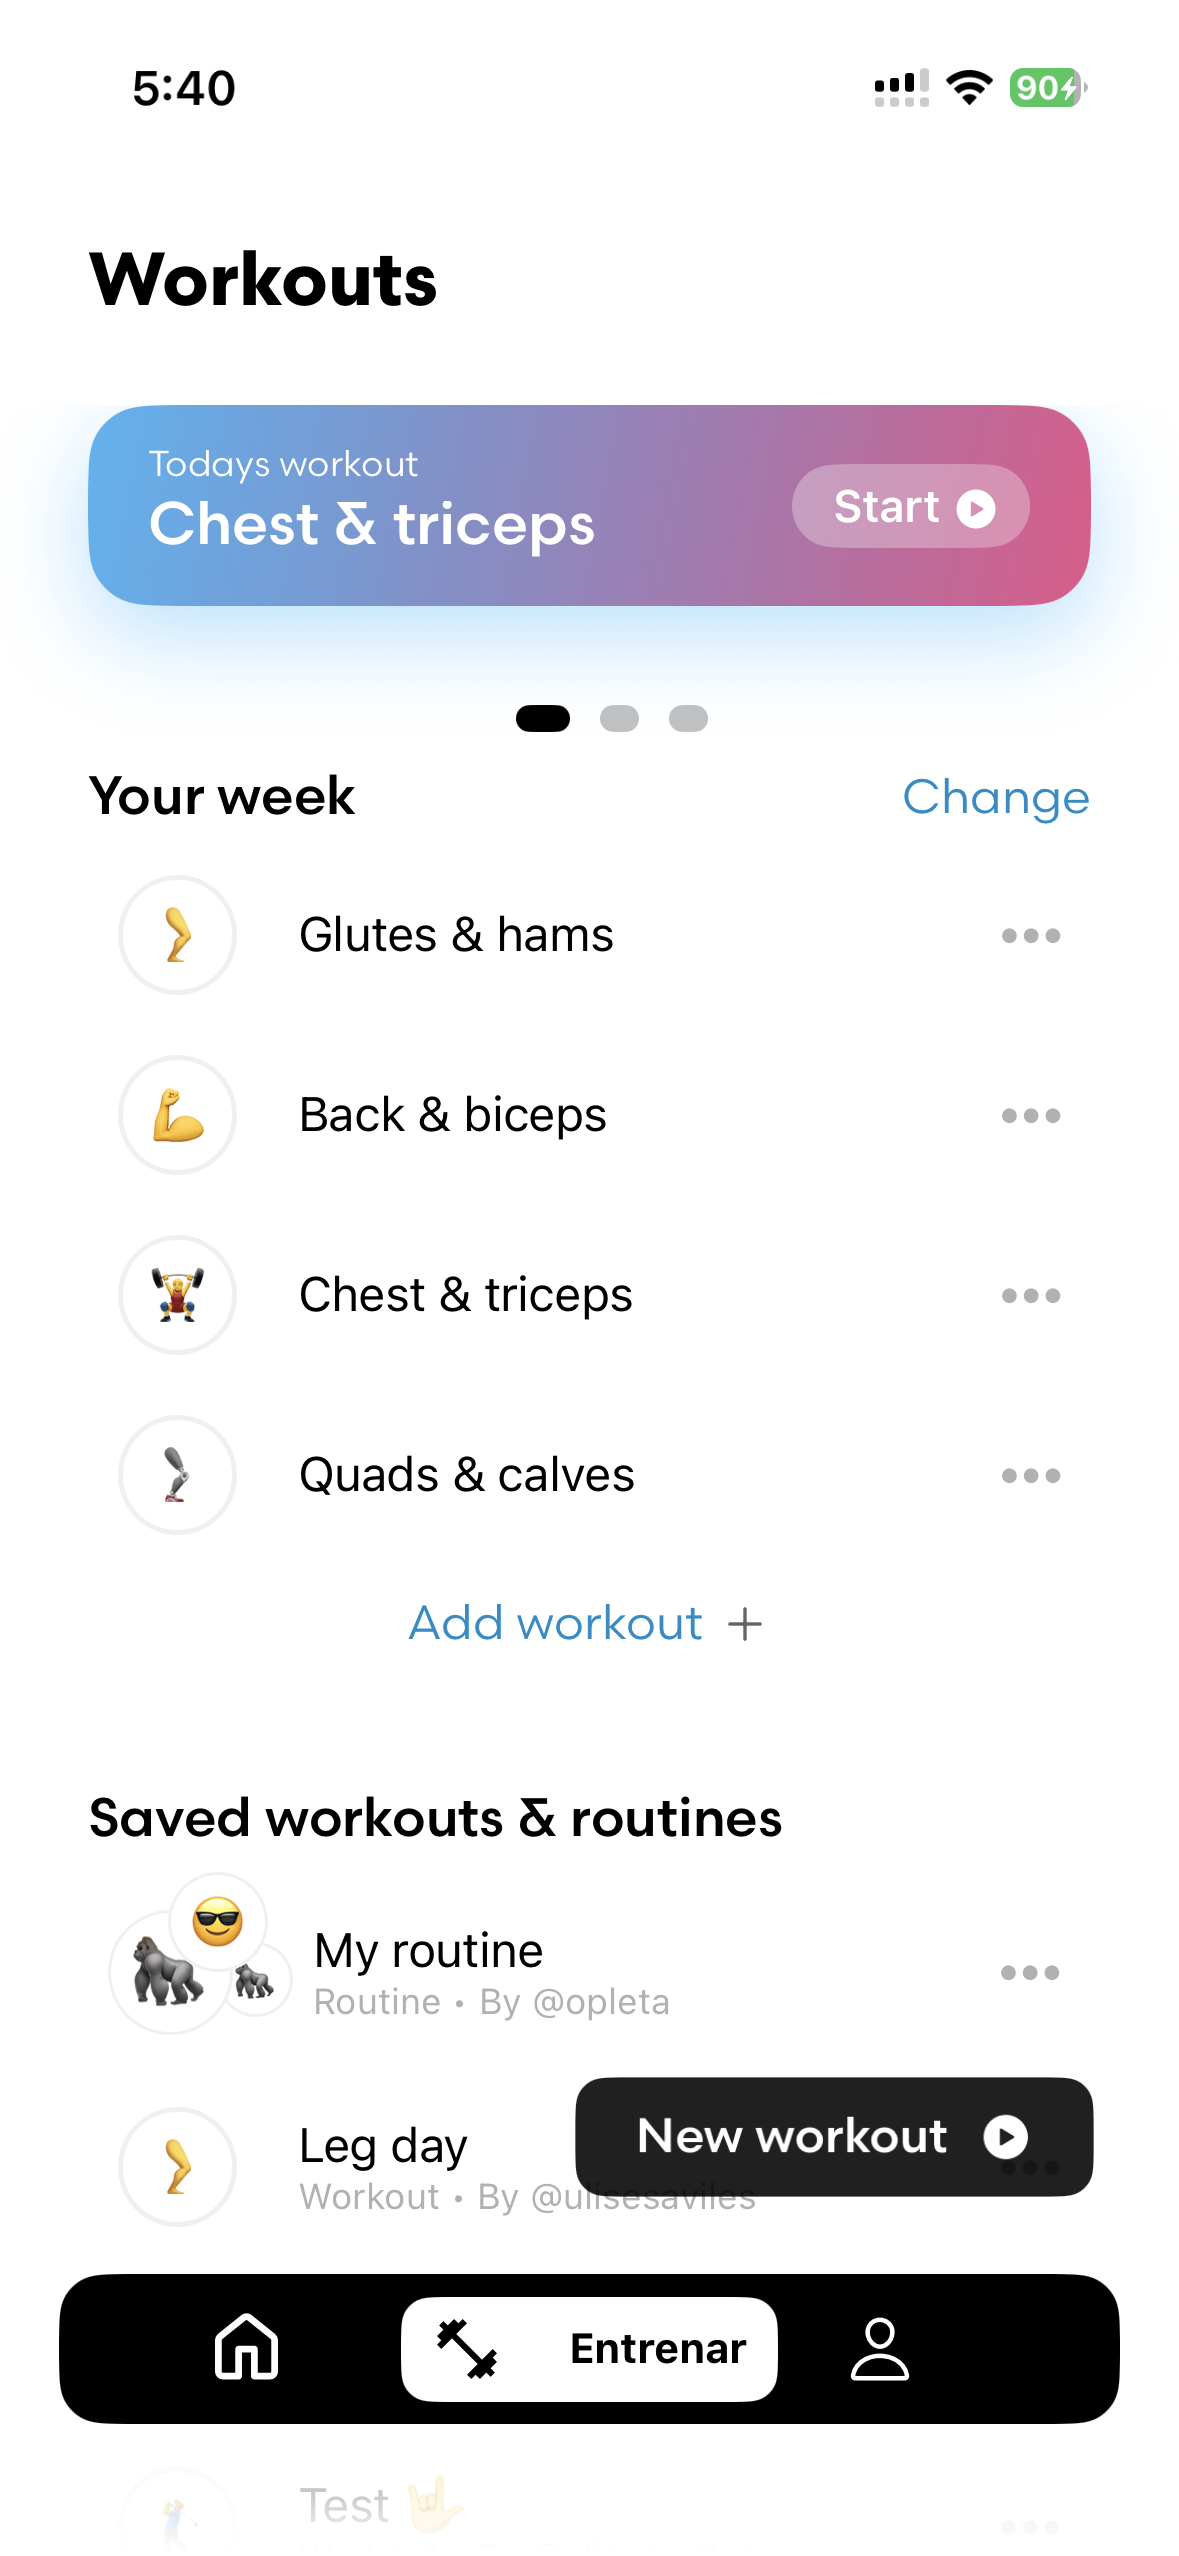 5:40
90
Workouts
Todays workout
Chest & triceps
Start
Your week
Change
Glutes & hams
Back & biceps
Chest & triceps
Quads & calves
Add workout +
Saved workouts & routines
My routine
Routine • By @opleta
New workout
Leg day
Workout • By @ulisesaviles
Entrenar
Test 🤟